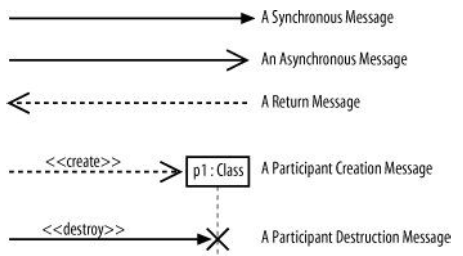 A Synchronous Message
An Asynchronous Message
A Return Message
<<create>>
p1 : Class
A Participant Creation Message
<<destroy>>
A Participant Destruction Message